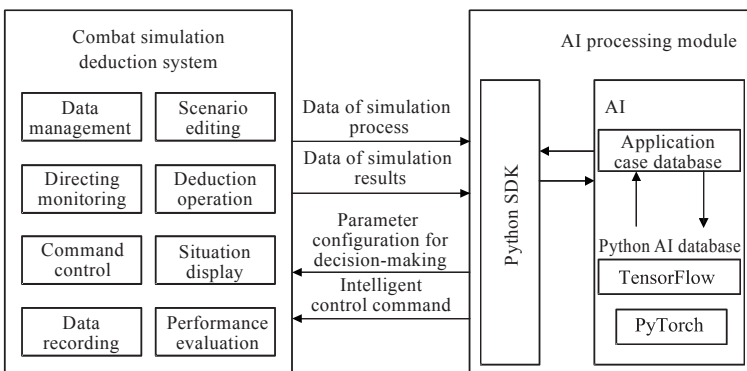 Combat simulation
deduction system
Data
management
Scenario
editing
Directing
monitoring
Deduction
operation
Command
control
Situation
display
Data
recording
Performance
evaluation
Data of simulation
process
Data of simulation
results
Parameter
configuration for
decision-making
Intelligent
control command
AI processing module
Python SDK
AI
Application
case database
Python AI database
TensorFlow
PyTorch